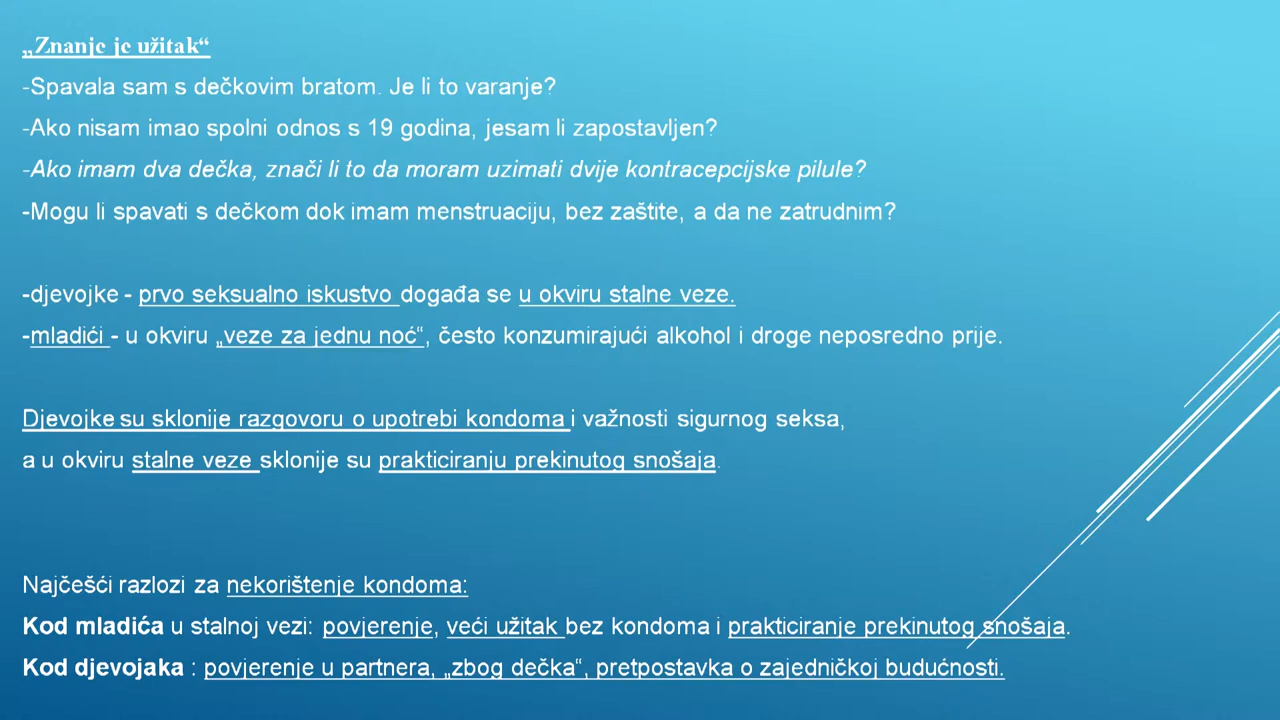 „Znanje je užitak“
-Spavala sam s dečkovim bratom. Je li to varanje?
-Ako nisam imao spolni odnos s 19 godina, jesam li zapostavljen?
-Ako imam dva dečka, znači li to da moram uzimati dvije kontracepcijske pilule?
-Mogu li spavati s dečkom dok imam menstruaciju, bez zaštite, a da ne zatrudnim?
-djevojke - prvo seksualno iskustvo događa se u okviru stalne veze.
-mladići - u okviru „veze za jednu noć“, često konzumirajući alkohol i droge neposredno prije.
Djevojke su sklonije razgovoru o upotrebi kondoma i važnosti sigurnog seksa,
a u okviru stalne veze sklonije su prakticiranju prekinutog snošaja.
Najčešći razlozi za nekorištenje kondoma:
Kod mladića u stalnoj vezi: povjerenje, veći užitak bez kondoma i prakticiranje prekinutog snošaja.
Kod djevojaka : povjerenje u partnera, „zbog dečka“, pretpostavka o zajedničkoj budućnosti.